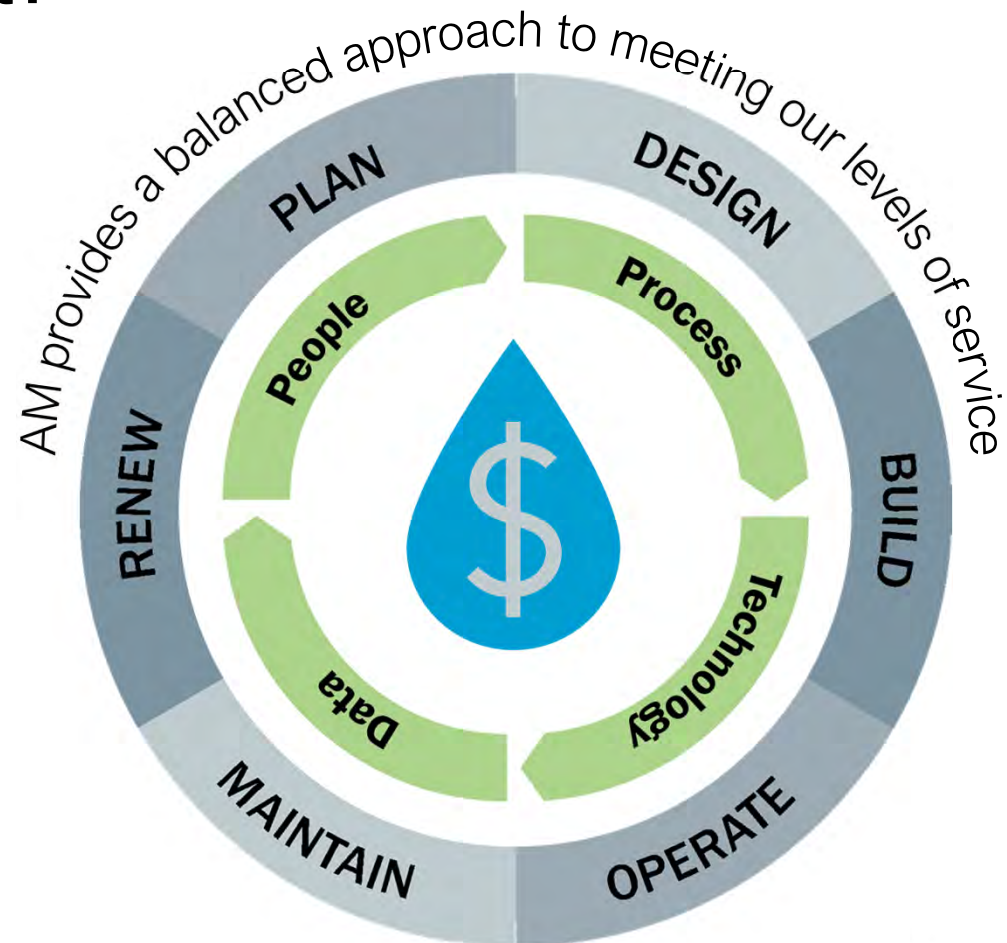 AM provides a balanced approach to meeting our levels of service
PLAN
DESIGN
BUILD
OPERATE
MAINTAIN
RENEW
People
Process
Technology
Data
$